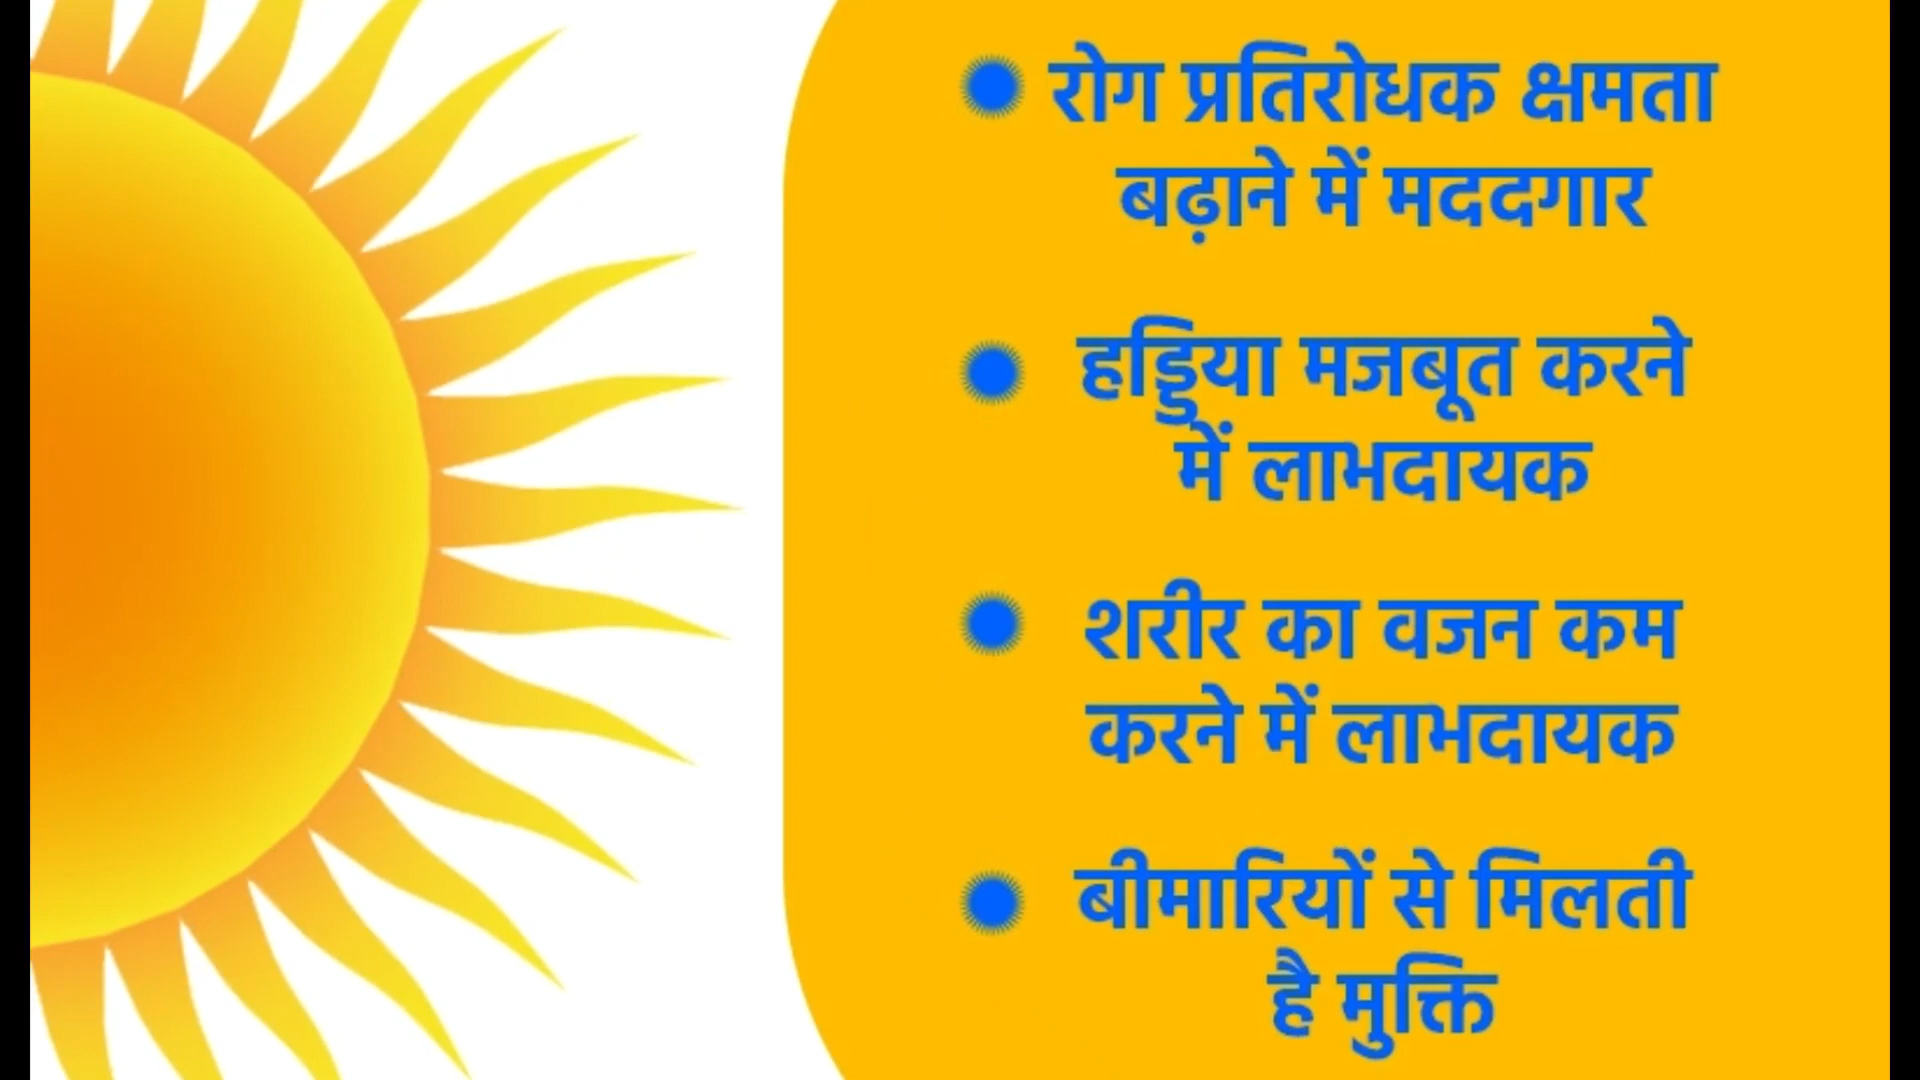 रोग प्रतिरोधक क्षमता
बढ़ाने में मददगार
हड्डिया मजबूत करने
में लाभदायक
शरीर का वजन कम
करने में लाभदायक
बीमारियों से मिलती
है मुक्ति